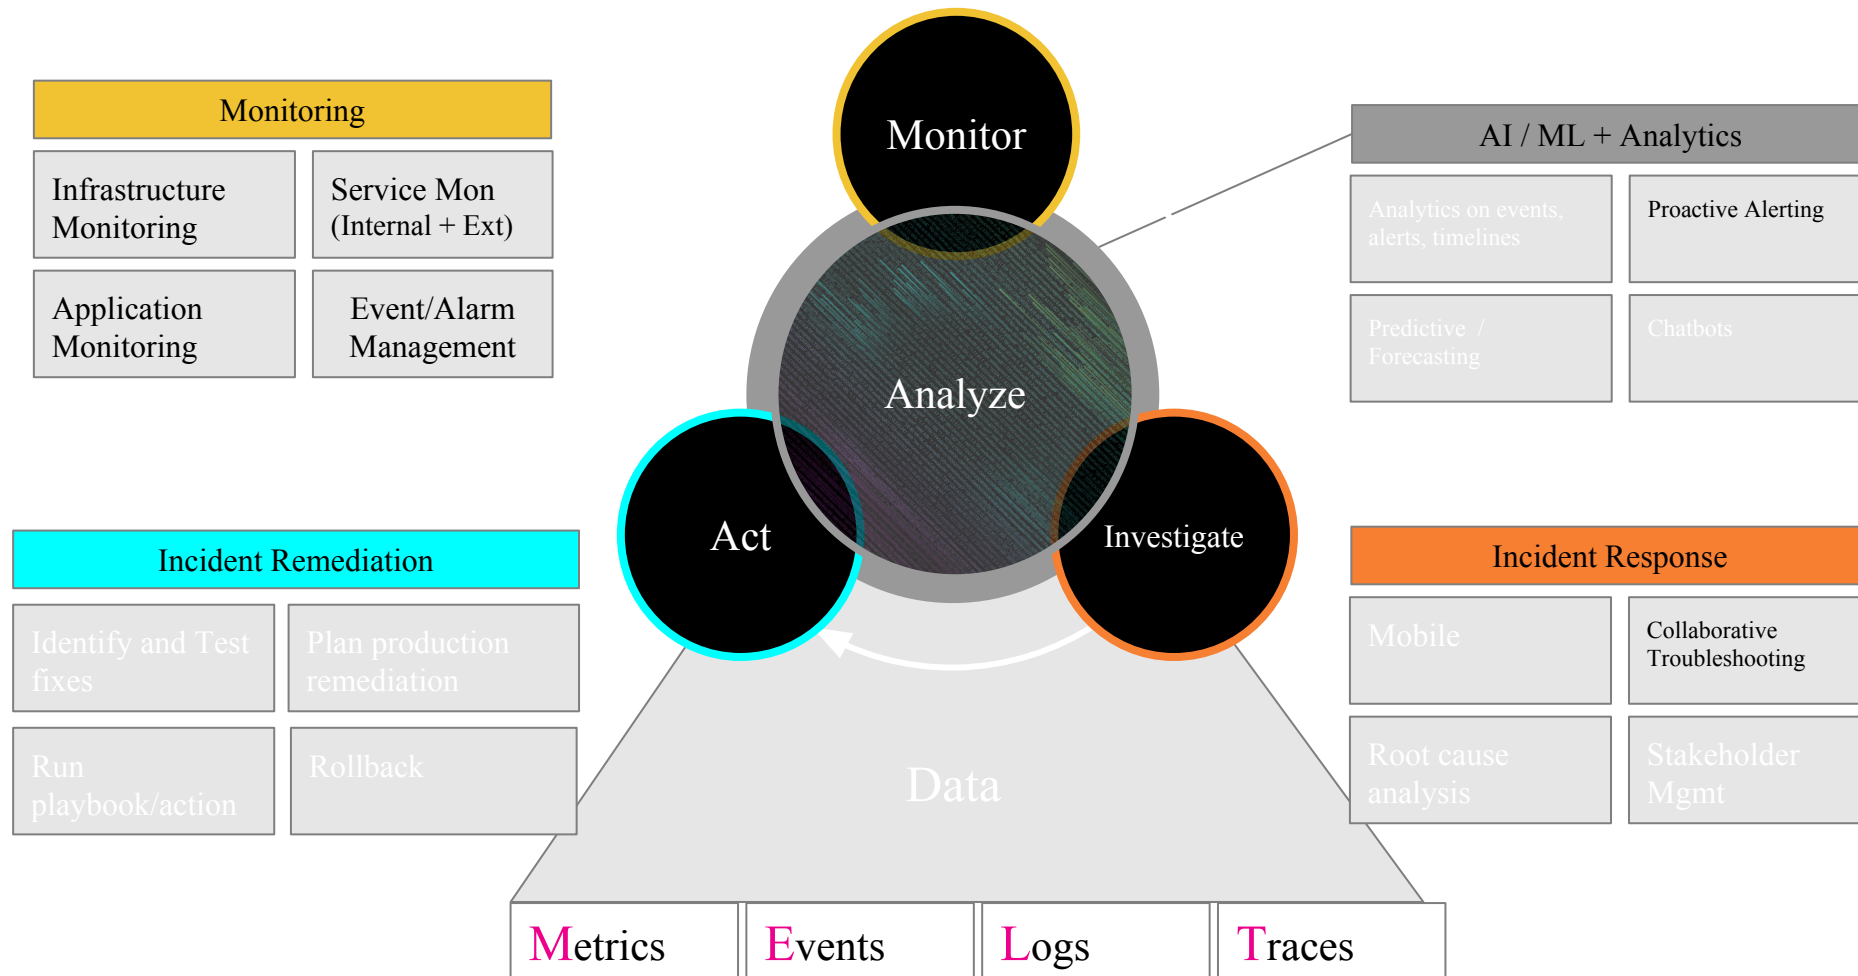 Monitor
Monitoring
Infrastructure
Monitoring
Service Mon
(Internal + Ext)
Application
Monitoring
Event/Alarm
Management
AI / ML + Analytics
Analytics on events,
alerts, timelines
Proactive Alerting
Predictive /
Forecasting
Chatbots
Analyze
Act
Investigate
Incident Remediation
Identify and Test
fixes
Plan production
remediation
Run
playbook/action
Rollback
Incident Response
Mobile
Collaborative
Troubleshooting
Root cause
analysis
Stakeholder
Mgmt
Data
Metrics
Events
Logs
Traces